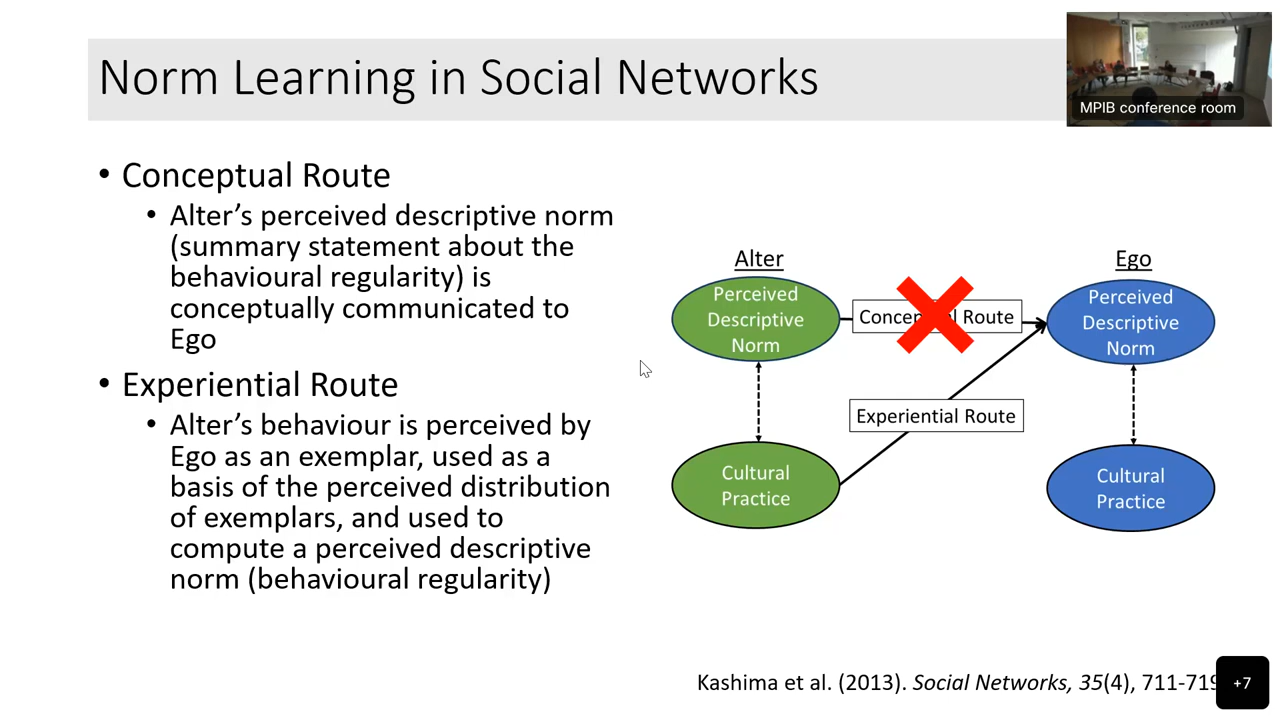 Norm Learning in Social Networks
MPIB conference room
• Conceptual Route
• Alter’s perceived descriptive norm
(summary statement about the
behavioural regularity) is
conceptually communicated to
Ego
• Experiential Route
• Alter’s behaviour is perceived by
Ego as an exemplar, used as a
basis of the perceived distribution
of exemplars, and used to
compute a perceived descriptive
norm (behavioural regularity)
Alter
Ego
Perceived
Descriptive
Norm
Conceptual Route
Perceived
Descriptive
Norm
Experiential Route
Cultural
Practice
Cultural
Practice
Kashima et al. (2013). Social Networks, 35(4), 711-719
+7